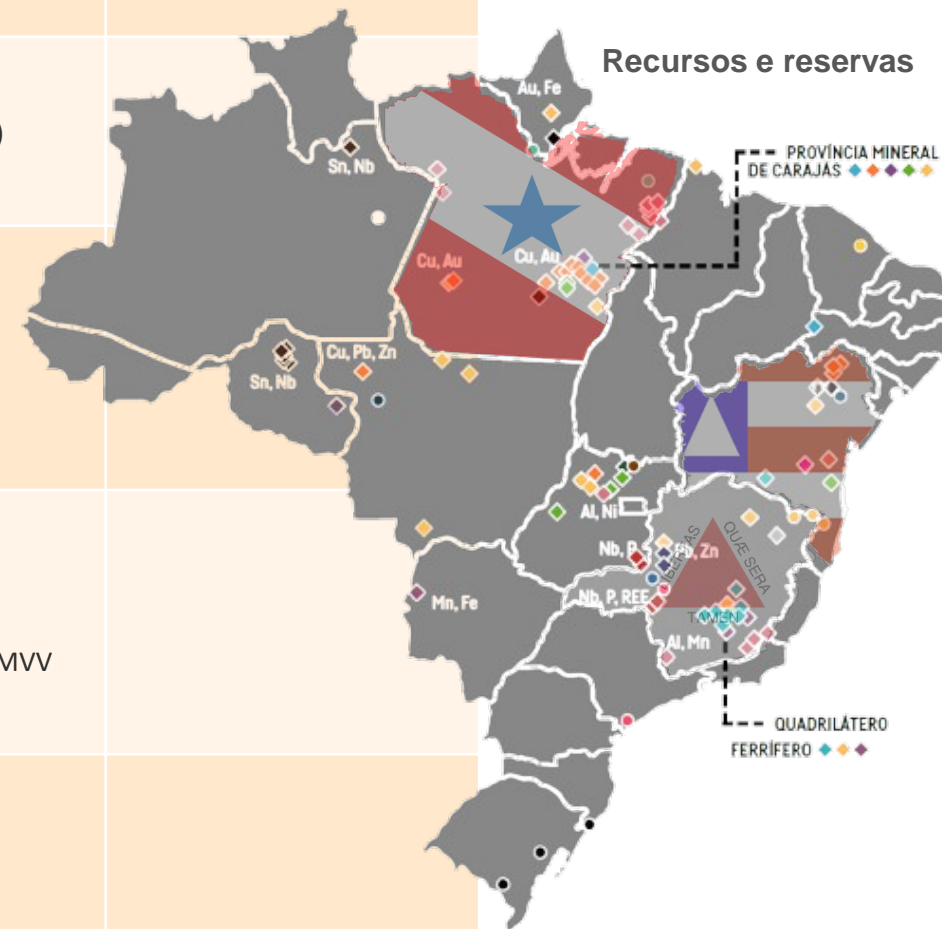 Recursos e reservas
)
Au, Fe
PROVÍNCIA MINERAL
DE CARAJÁS
Sn, Nb
Cu, Au
Cu, Au
Cu, Pb, Zn
Sn, Nb
Al, Ni
Nb, P
Pb, Zn
LIBERTAS
QUÆ SERA
TAMEN
Nb, P, REE
Mn, Fe
Al, Mn
MVV
QUADRILÁTERO
FERRÍFERO